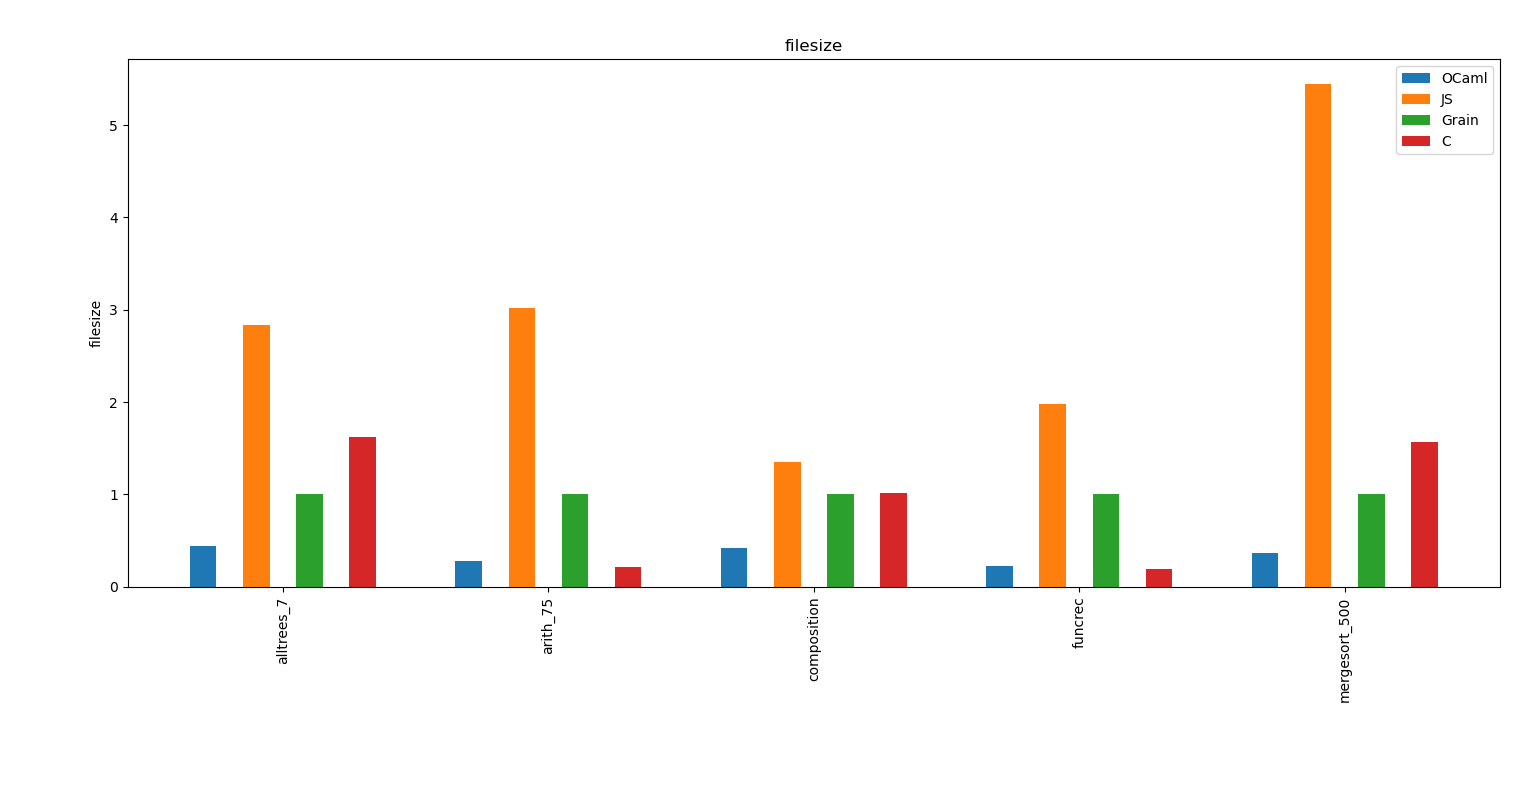 filesize
OCaml
JS
Grain
C
filesize
5
4
3
2
1
0
alltrees_7
arith_75
composition
funcrec
mergesort_500